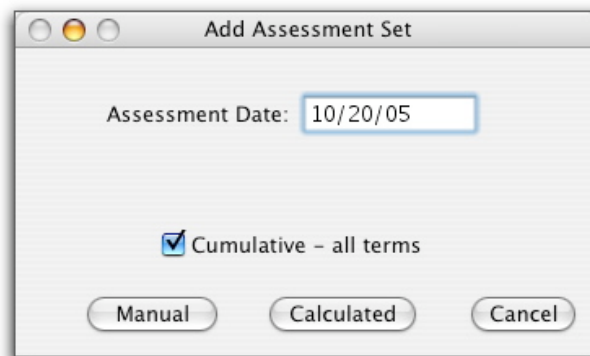 Add Assessment Set
Assessment Date: 10/20/05
Cumulative – all terms
Manual Calculated Cancel